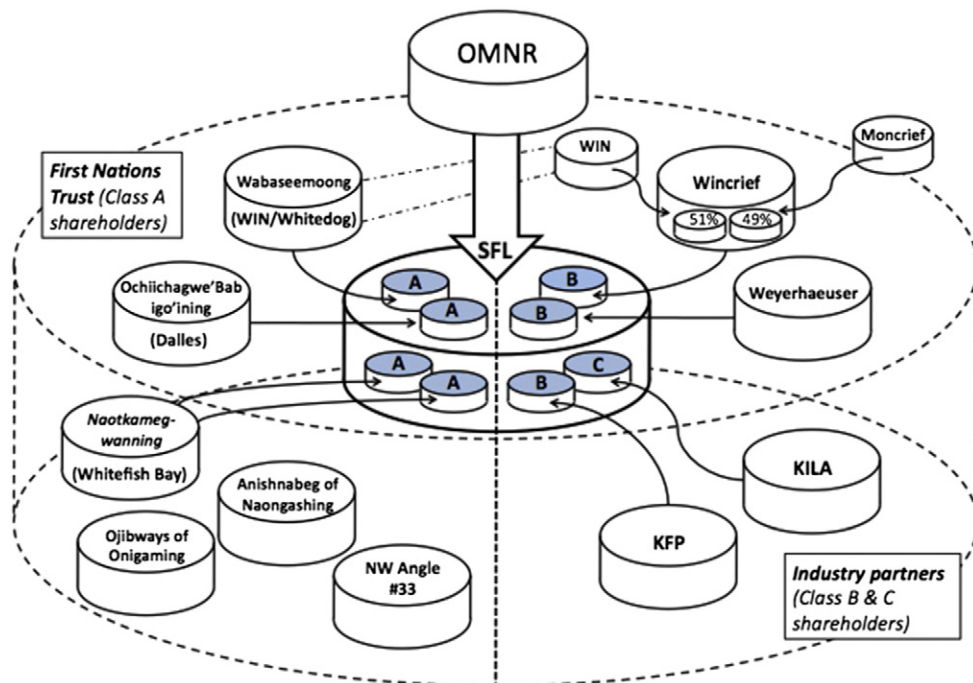 OMNR
First Nations
Trust (Class A
shareholders)
Wabaseemoong
(WIN/Whitedog)
WIN
Moncrief
Wincrief
51%
49%
SFL
Ochiichagwe'Bab
igo'ining
(Dalles)
A
B
A
B
Weyerhaeuser
A
C
A
B
Naotkameg-
wanning
(Whitefish Bay)
Anishnabeg of
Naongashing
Ojibways of
Onigaming
NW Angle
#33
KILA
KFP
Industry partners
(Class B & C
shareholders)